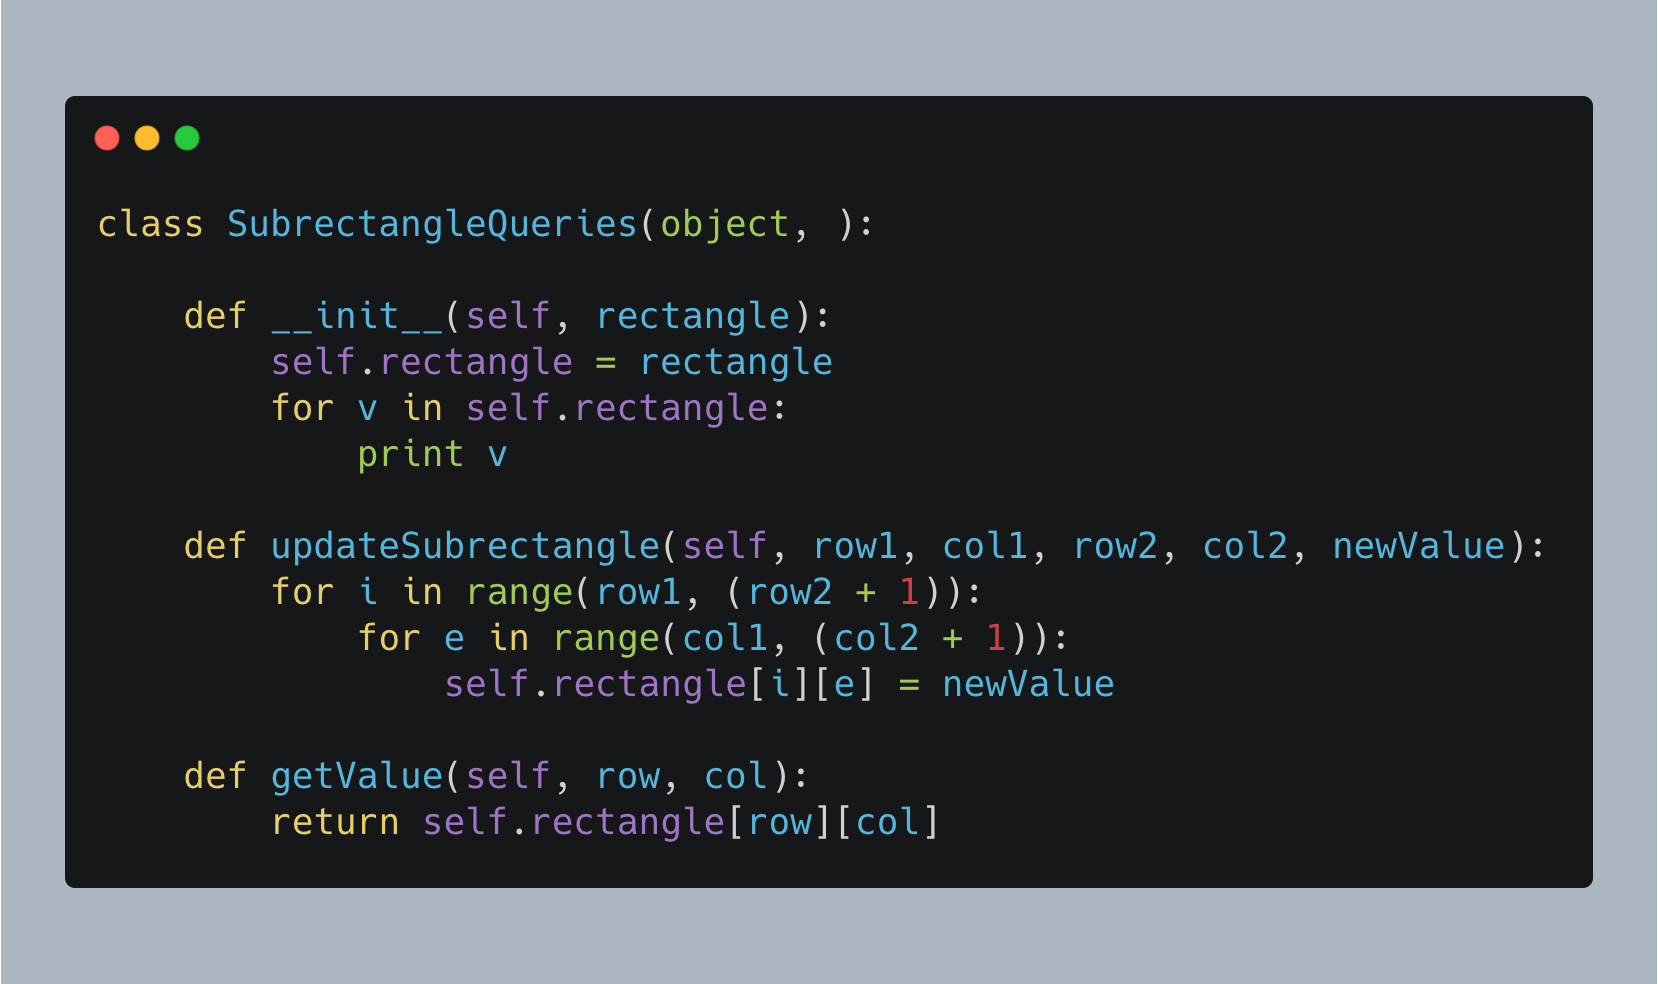 class SubrectangleQueries(object, ):

    def __init__(self, rectangle):
        self.rectangle = rectangle
        for v in self.rectangle:
            print v

    def updateSubrectangle(self, row1, col1, row2, col2, newValue):
        for i in range(row1, (row2 + 1)):
            for e in range(col1, (col2 + 1)):
                self.rectangle[i][e] = newValue

    def getValue(self, row, col):
        return self.rectangle[row][col]